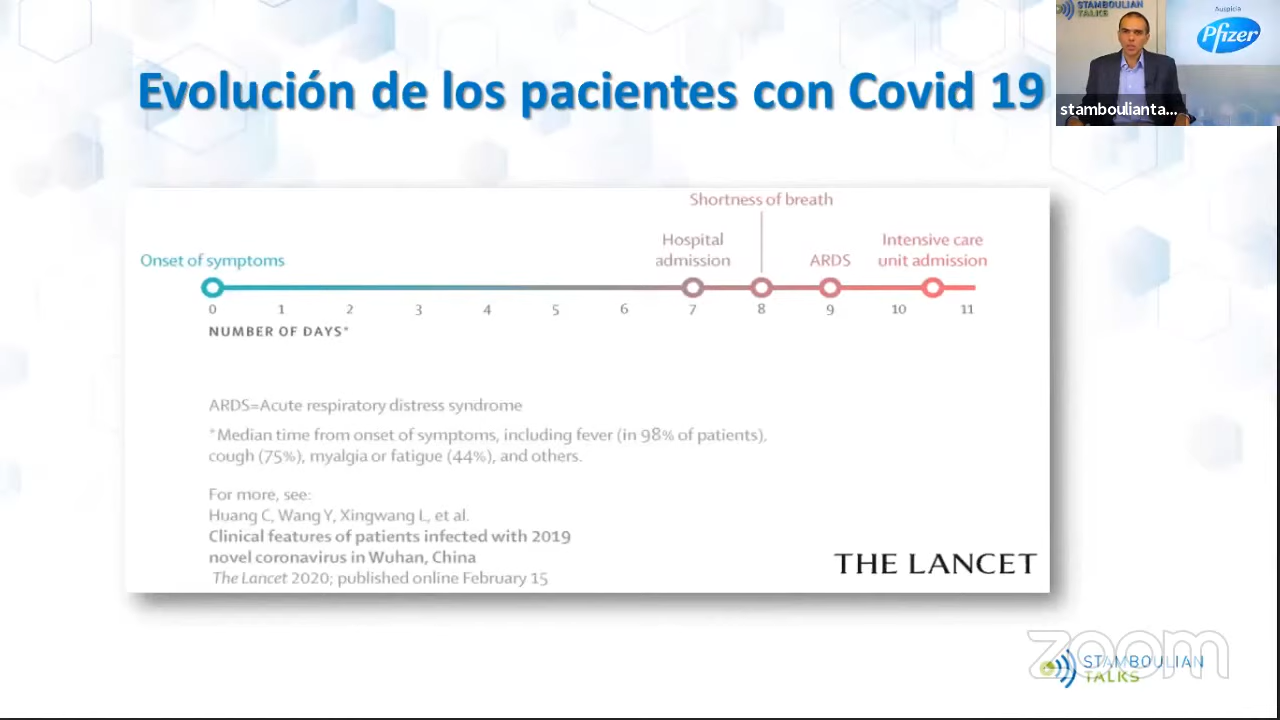 STAMBOULIAN
TALKS
Auspicia
Pfizer
stamboulianta...
Evolución de los pacientes con Covid 19
Shortness of breath
Hospital
admission
Intensive care
unit admission
Onset of symptoms
ARDS
0 1 2 3 4 5 6 7 8 9 10 11
NUMBER OF DAYS*
ARDS=Acute respiratory distress syndrome
*Median time from onset of symptoms, including fever (in 98% of patients),
cough (75%), myalgia or fatigue (44%), and others.
For more, see:
Huang C, Wang Y, Xingwang L, et al.
Clinical features of patients infected with 2019
novel coronavirus in Wuhan, China
The Lancet 2020; published online February 15
THE LANCET
zoom
STAMBOULIAN
TALKS